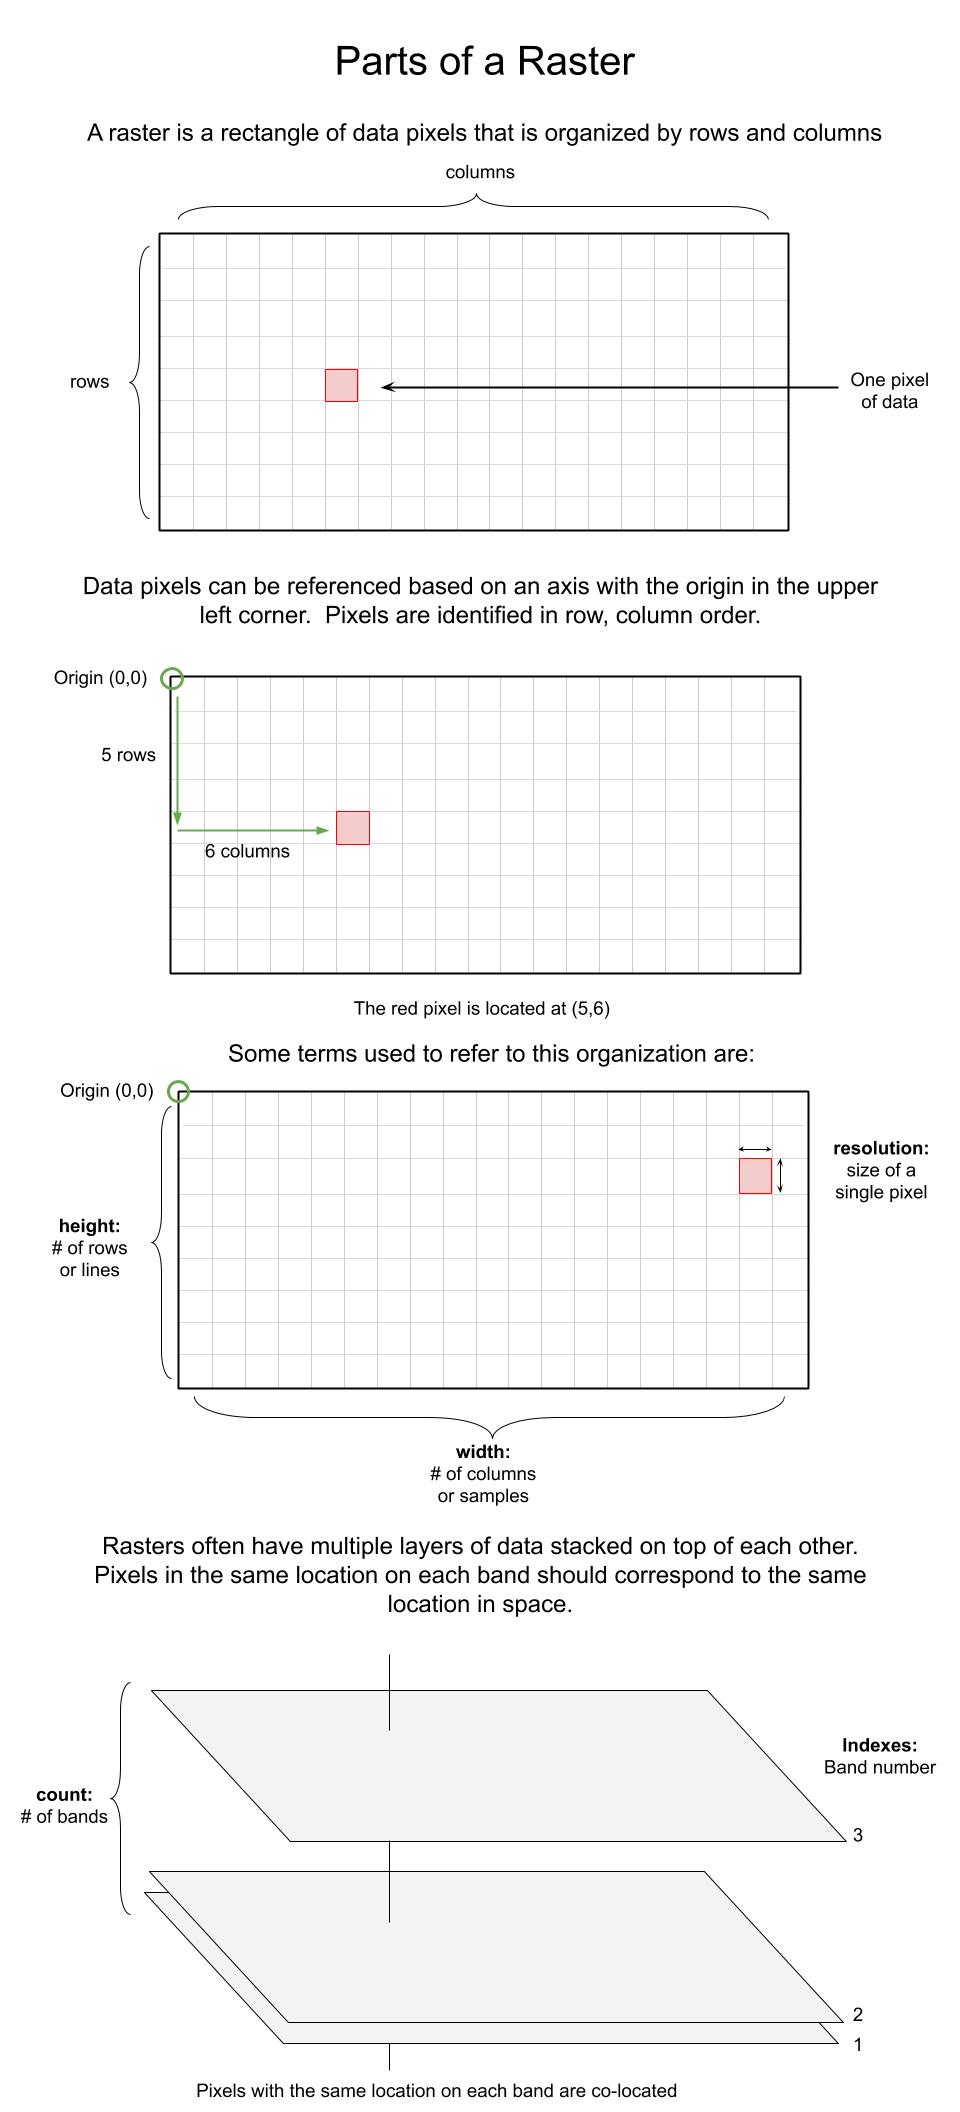 Parts of a Raster
A raster is a rectangle of data pixels that is organized by rows and columns
columns
rows
One pixel
of data
Data pixels can be referenced based on an axis with the origin in the upper
left corner.  Pixels are identified in row, column order.
Origin (0,0)
5 rows
6 columns
The red pixel is located at (5,6)
Some terms used to refer to this organization are:
Origin (0,0)
resolution:
size of a
single pixel
height:
# of rows
or lines
width:
# of columns
or samples
Rasters often have multiple layers of data stacked on top of each other.
Pixels in the same location on each band should correspond to the same
location in space.
Indexes:
Band number
count:
# of bands
3
2
1
Pixels with the same location on each band are co-located